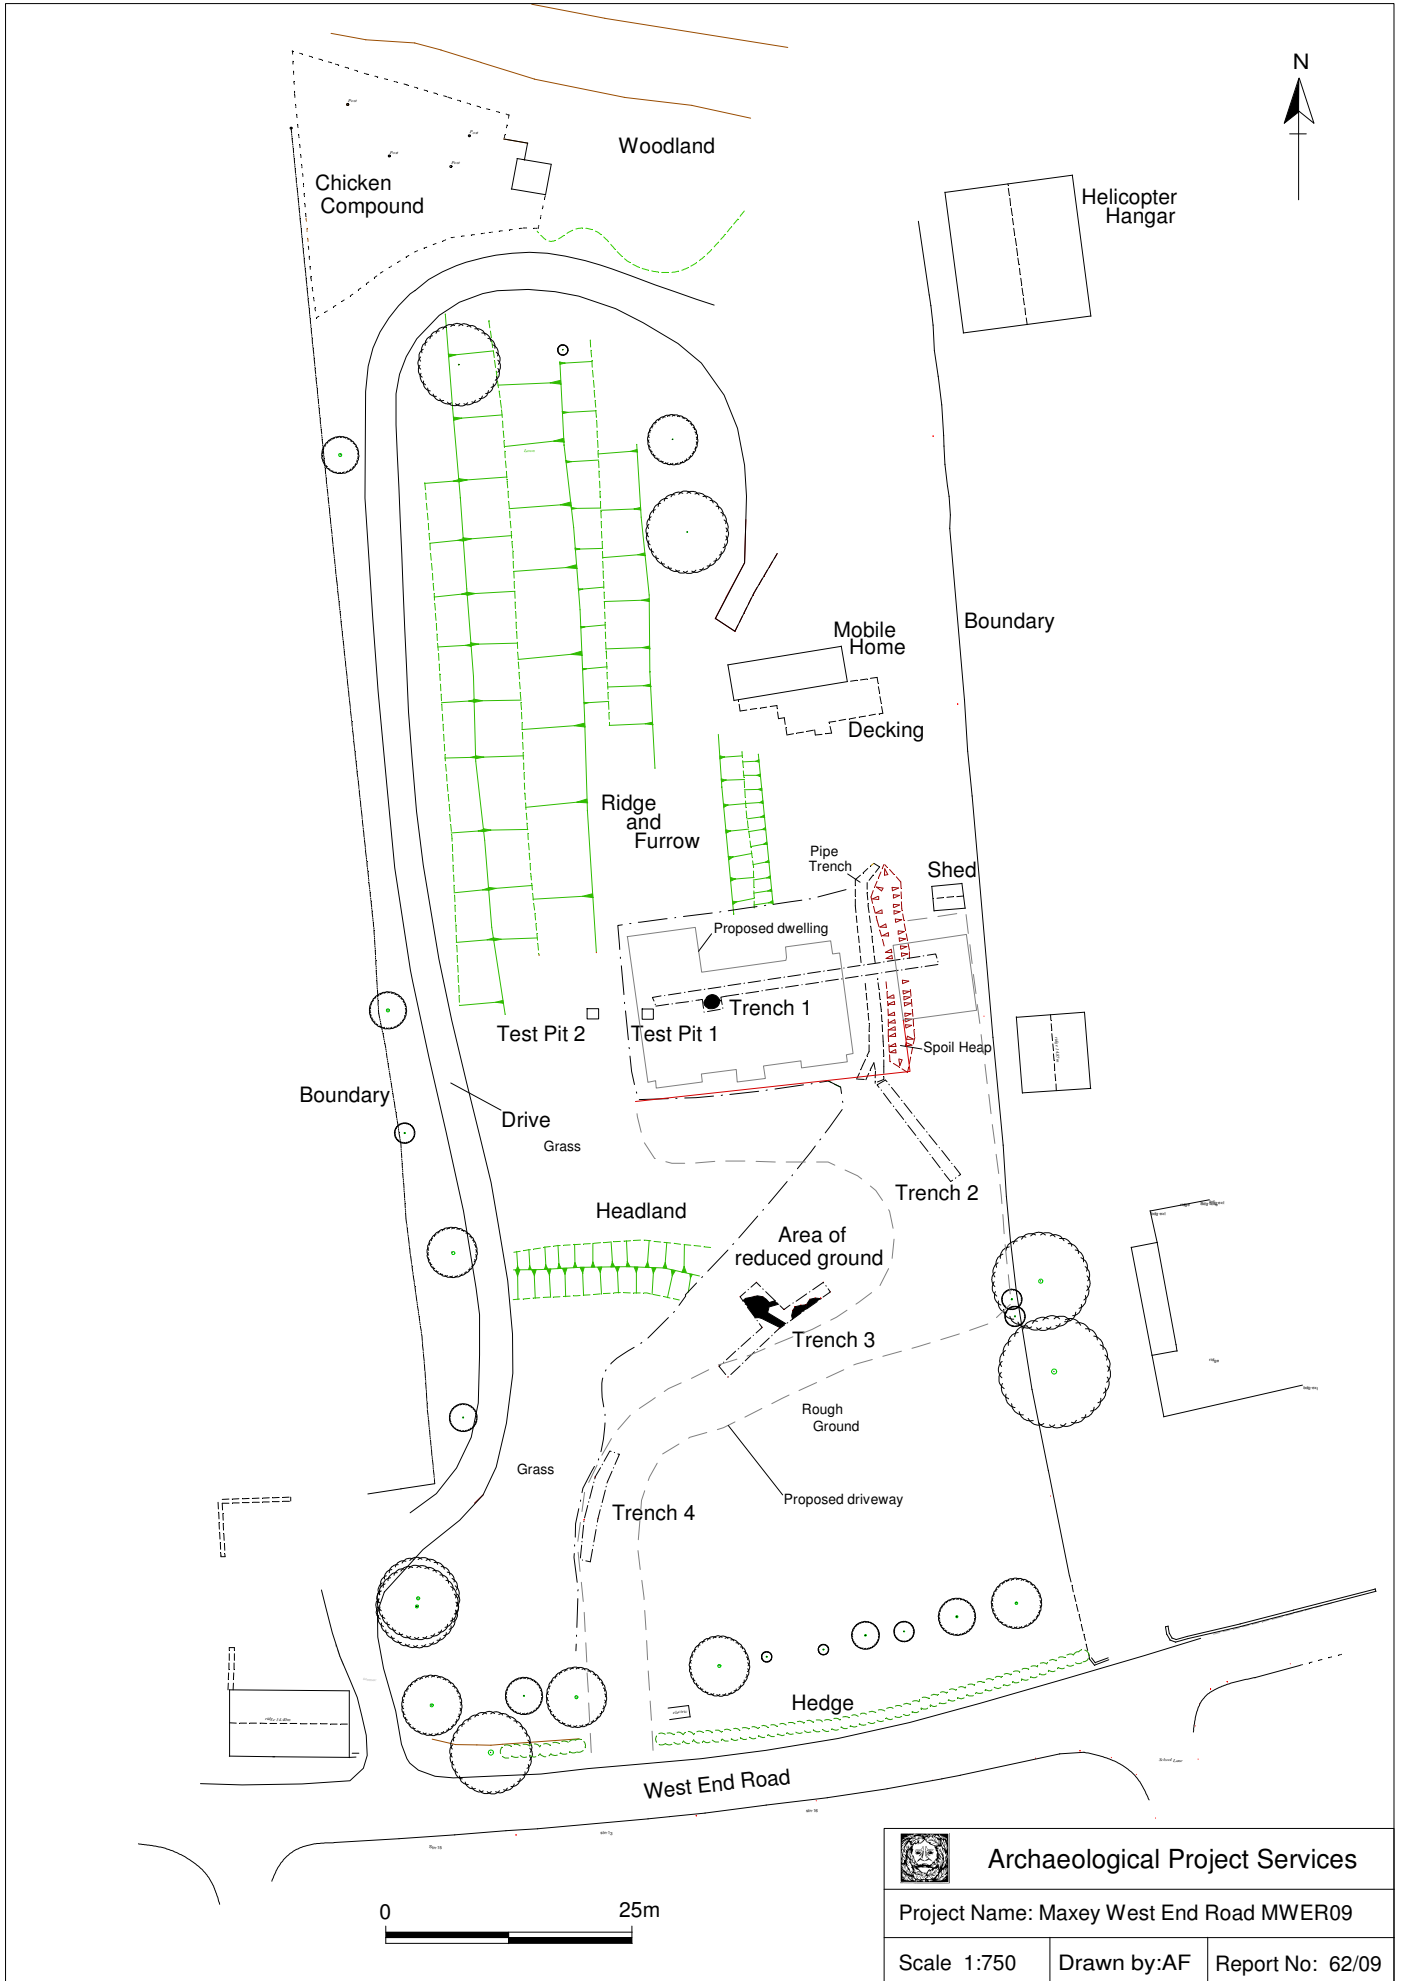 N
Woodland
Chicken
Compound
Helicopter
Hangar
Mobile
Home
Boundary
Decking
Ridge
and
Furrow
Pipe
Trench
Shed
Proposed dwelling
Trench 1
Test Pit 2
Test Pit 1
Spoil Heap
Boundary
Drive
Grass
Trench 2
Headland
Area of
reduced ground
Trench 3
Rough
Ground
Grass
Proposed driveway
Trench 4
Hedge
West End Road
School Lane
0
25m
Archaeological Project Services
Project Name: Maxey West End Road MWER09
Scale 1:750
Drawn by:AF
Report No: 62/09